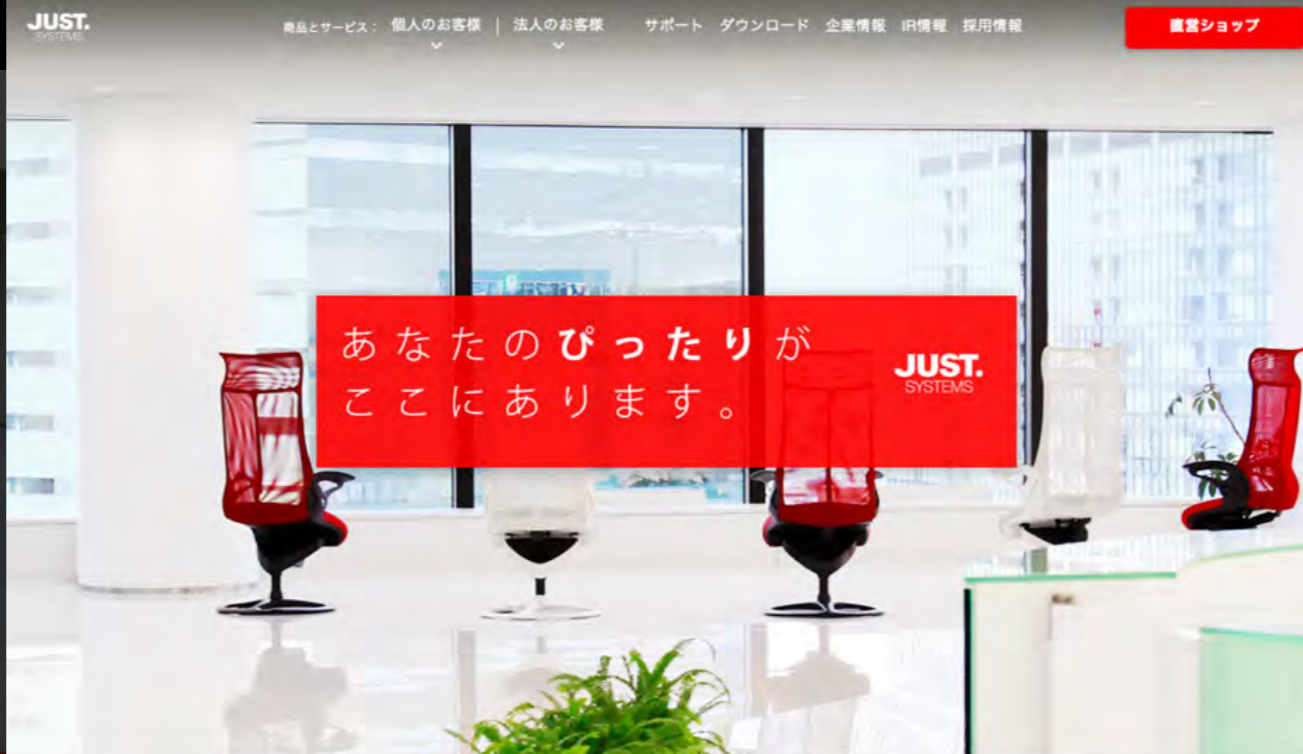 JUST.
SYSTEMS
商品とサービス： 個人のお客様 | 法人のお客様 サポート ダウンロード 企業情報 IR情報 採用情報
直営ショップ
あなたのぴったりが
ここにあります。
JUST.
SYSTEMS